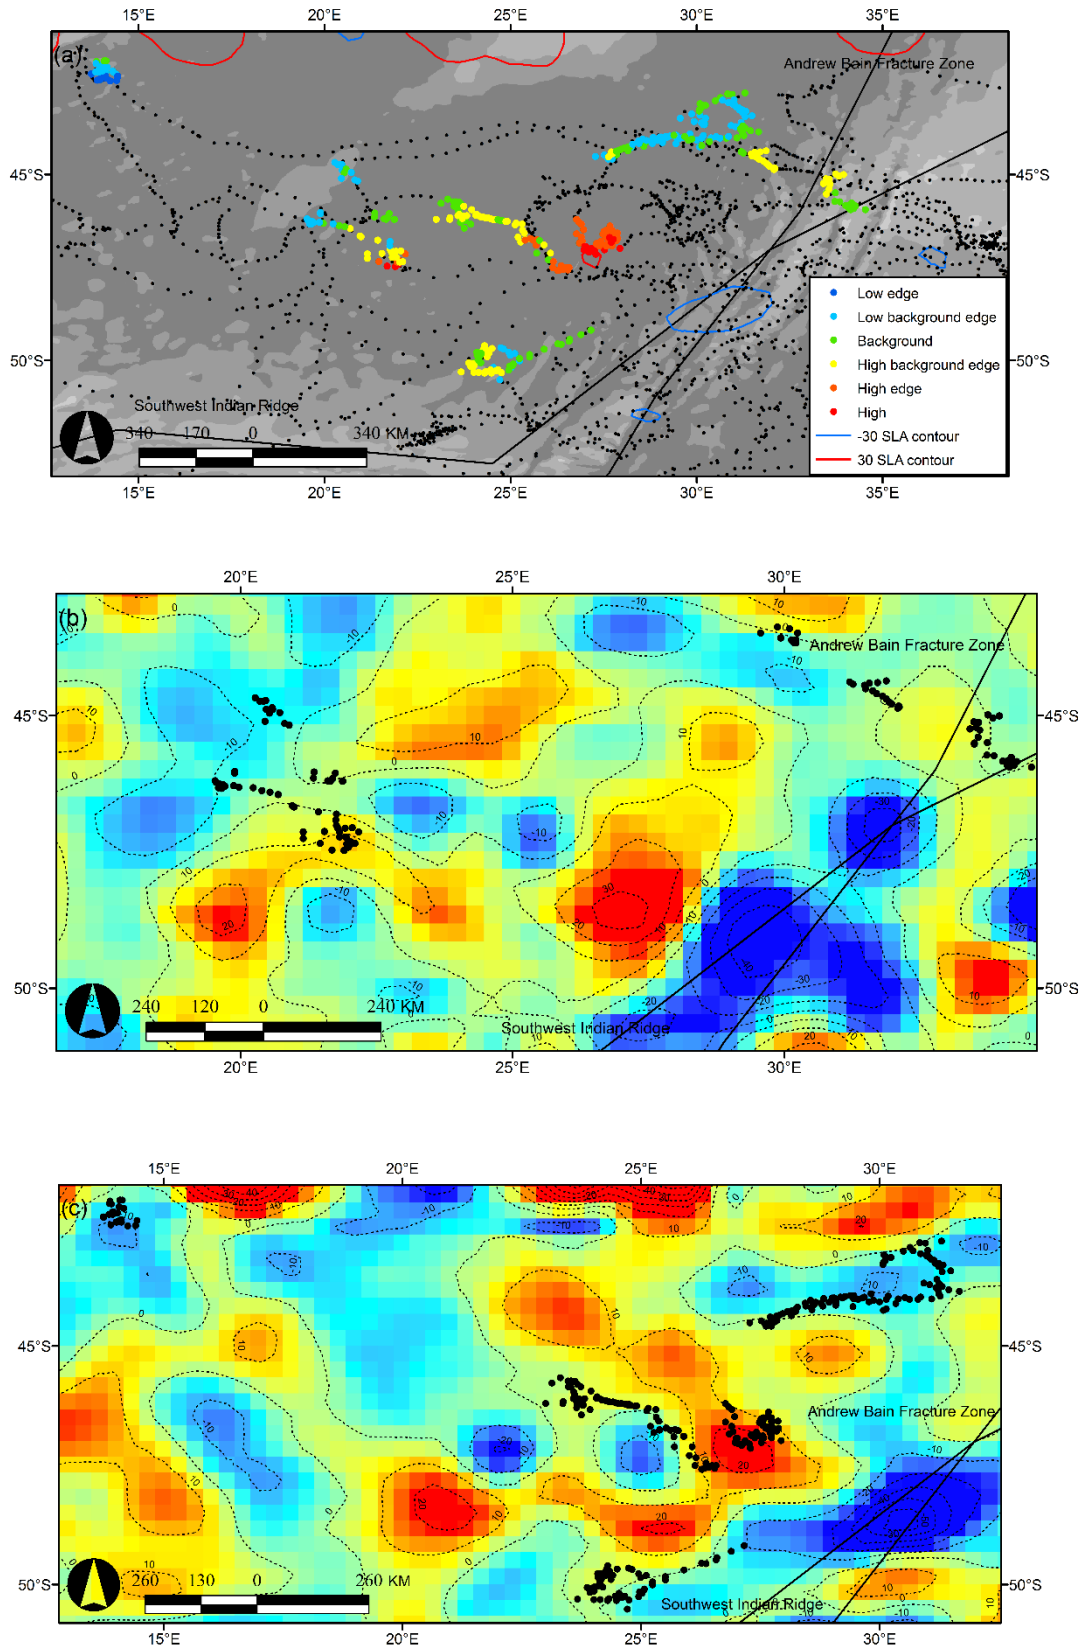 15°E 20°E 25°E 30°E 35°E
(a)
Andrew Bain Fracture Zone
45°S 45°S
Low edge
Low background edge
Background
50°S High background edge 50°S
High edge
Southwest Indian Ridge High
340 170 0 340 KM -30 SLA contour
30 SLA contour
15°E 20°E 25°E 30°E 35°E
20°E 25°E 30°E
(b)
Andrew Bain Fracture Zone
45°S 45°S
50°S 50°S
240 120 0 240 KM
Southwest Indian Ridge
20°E 25°E 30°E
15°E 20°E 25°E 30°E
(c)
45°S 45°S
Andrew Bain Fracture Zone
50°S 50°S
260 130 0 260 KM
Southwest Indian Ridge
15°E 20°E 25°E 30°E